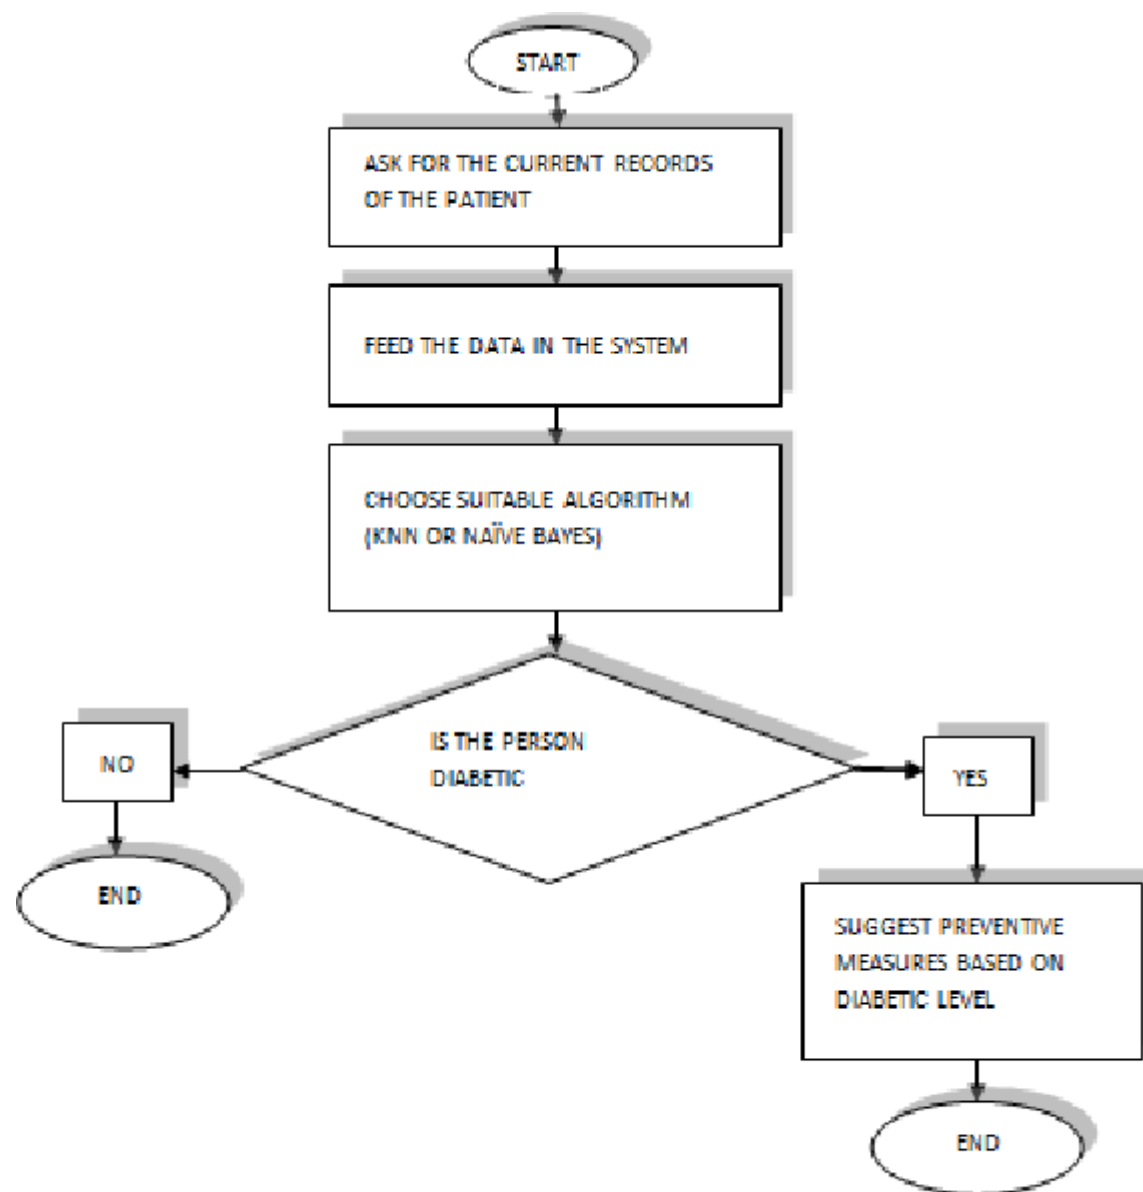 START
ASK FOR THE CURRENT RECORDS
OF THE PATIENT
FEED THE DATA IN THE SYSTEM
CHOOSE SUITABLE ALGORITHM
(KNN OR NAÏVE BAYES)
IS THE PERSON
DIABETIC
NO
YES
END
SUGGEST PREVENTIVE
MEASURES BASED ON
DIABETIC LEVEL
END